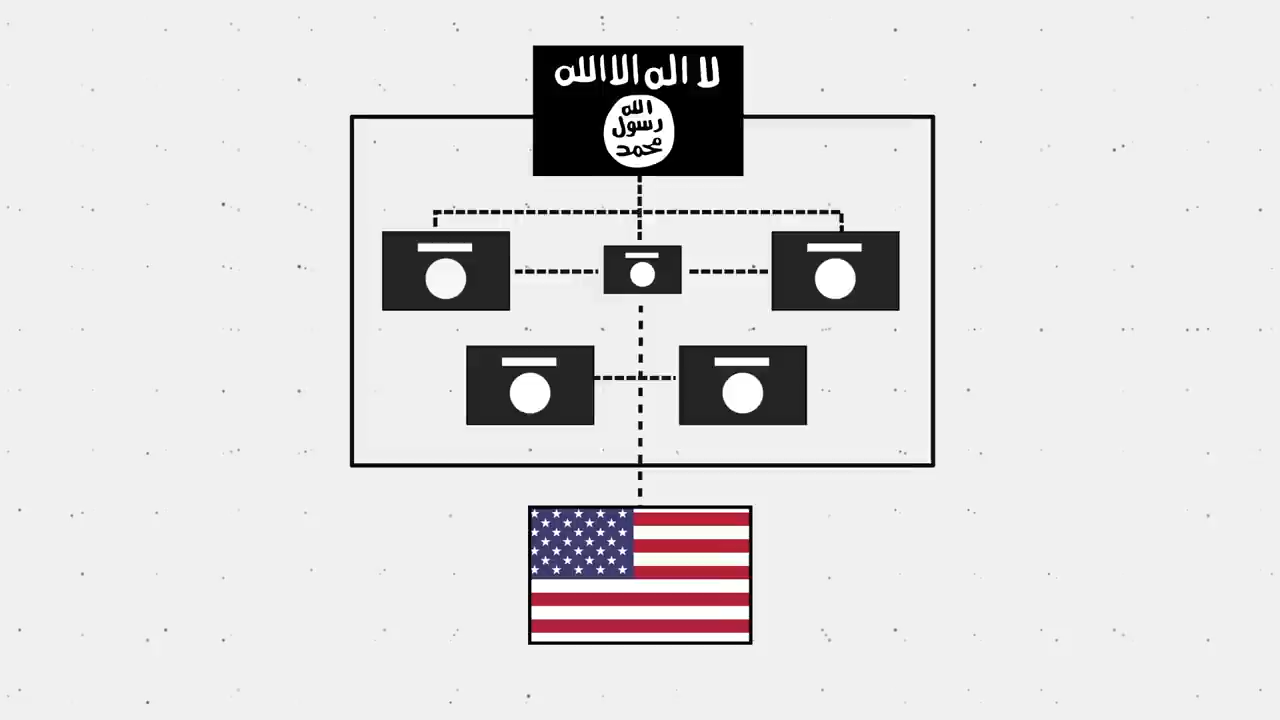 لا اله الا الله
الله
رسول
محمد